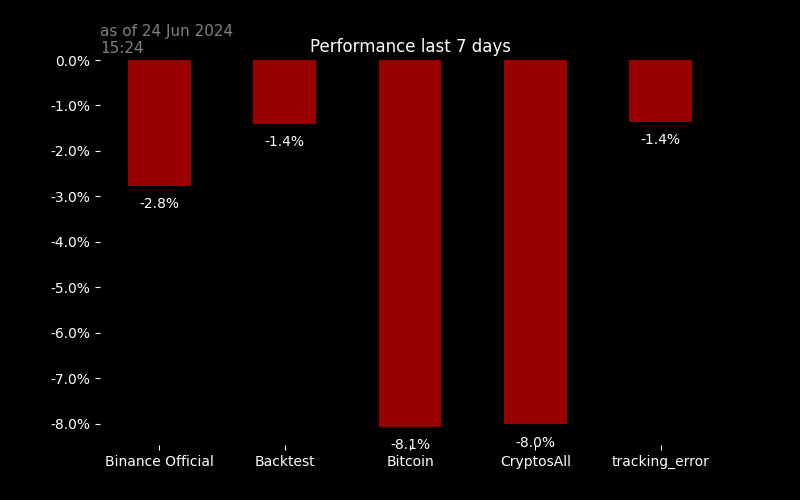 as of 24 Jun 2024
15:24
Performance last 7 days
0.0%
-1.0%
-2.0%
-3.0%
-4.0%
-5.0%
-6.0%
-7.0%
-8.0%
-2.8%
-1.4%
-8.1%
-8.0%
-1.4%
Binance Official
Backtest
Bitcoin
CryptosAll
tracking_error